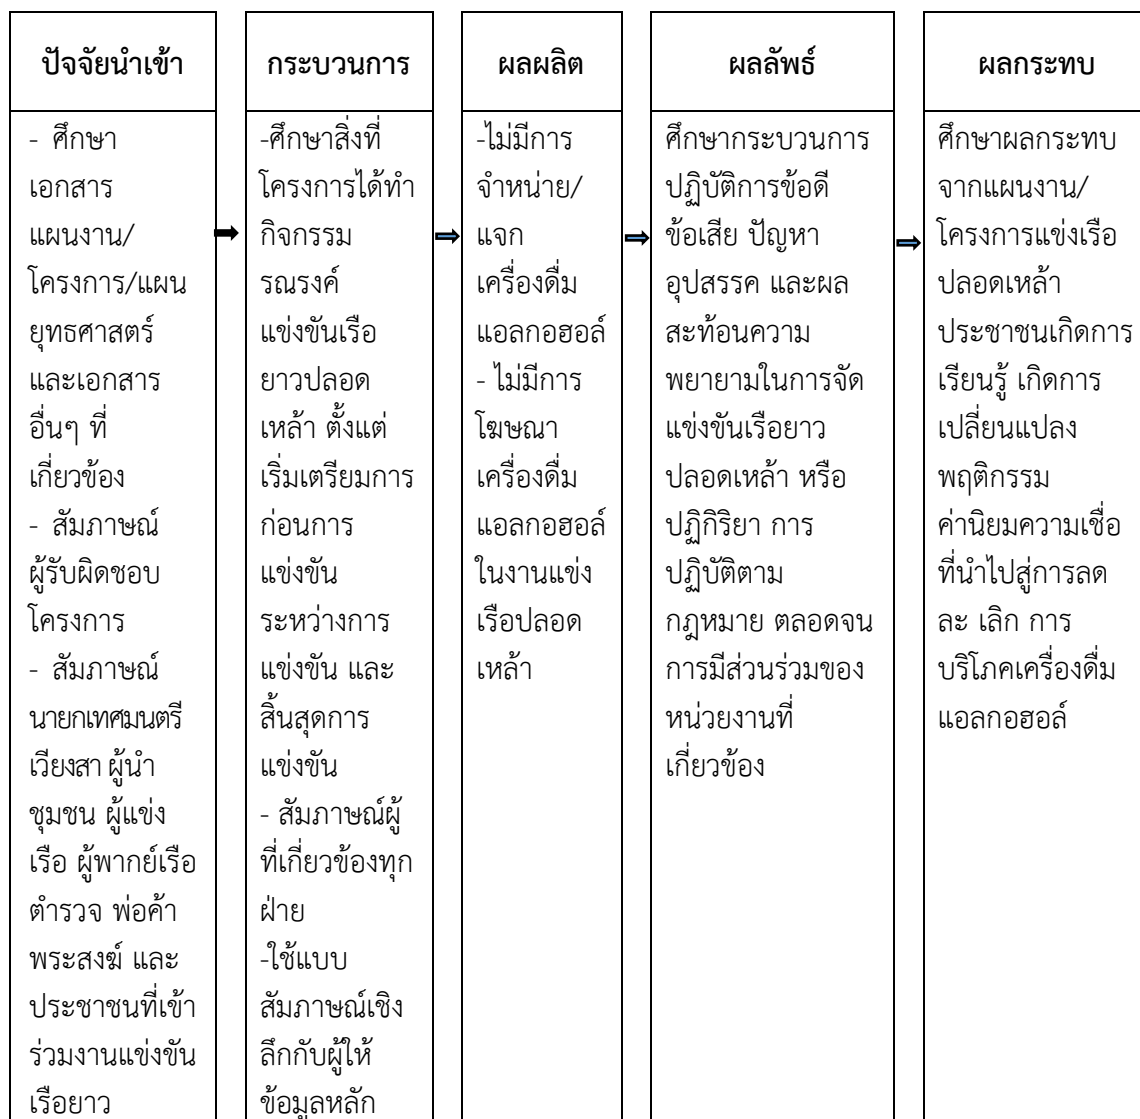 ปัจจัยนำเข้า
- ศึกษา
เอกสาร
แผนงาน/
โครงการ/แผน
ยุทธศาสตร์
และเอกสาร
อื่นๆ ที่
เกี่ยวข้อง
- สัมภาษณ์
ผู้รับผิดชอบ
โครงการ
- สัมภาษณ์
นายกเทศมนตรี
เวียงสา ผู้นำ
ชุมชน ผู้แข่ง
เรือ ผู้พากย์เรือ
ตำรวจ พ่อค้า
พระสงฆ์ และ
ประชาชนที่เข้า
ร่วมงานแข่งขัน
เรือยาว
กระบวนการ
-ศึกษาสิ่งที่
โครงการได้ทำ
กิจกรรม
รณรงค์
แข่งขันเรือ
ยาวปลอด
เหล้า ตั้งแต่
เริ่มเตรียมการ
ก่อนการ
แข่งขัน
ระหว่างการ
แข่งขัน และ
สิ้นสุดการ
แข่งขัน
- สัมภาษณ์ผู้
ที่เกี่ยวข้องทุก
ฝ่าย
-ใช้แบบ
สัมภาษณ์เชิง
ลึกกับผู้ให้
ข้อมูลหลัก
ผลผลิต
-ไม่มีการ
จำหน่าย/
แจก
เครื่องดื่ม
แอลกอฮอล์
- ไม่มีการ
โฆษณา
เครื่องดื่ม
แอลกอฮอล์
ในงานแข่ง
เรือปลอด
เหล้า
ผลลัพธ์
ศึกษากระบวนการ
ปฏิบัติการข้อดี
ข้อเสีย ปัญหา
อุปสรรค และผล
สะท้อนความ
พยายามในการจัด
แข่งขันเรือยาว
ปลอดเหล้า หรือ
ปฏิกิริยา การ
ปฏิบัติตาม
กฎหมาย ตลอดจน
การมีส่วนร่วมของ
หน่วยงานที่
เกี่ยวข้อง
ผลกระทบ
ศึกษาผลกระทบ
จากแผนงาน/
โครงการแข่งเรือ
ปลอดเหล้า
ประชาชนเกิดการ
เรียนรู้ เกิดการ
เปลี่ยนแปลง
พฤติกรรม
ค่านิยมความเชื่อ
ที่นำไปสู่การลด
ละ เลิก การ
บริโภคเครื่องดื่ม
แอลกอฮอล์